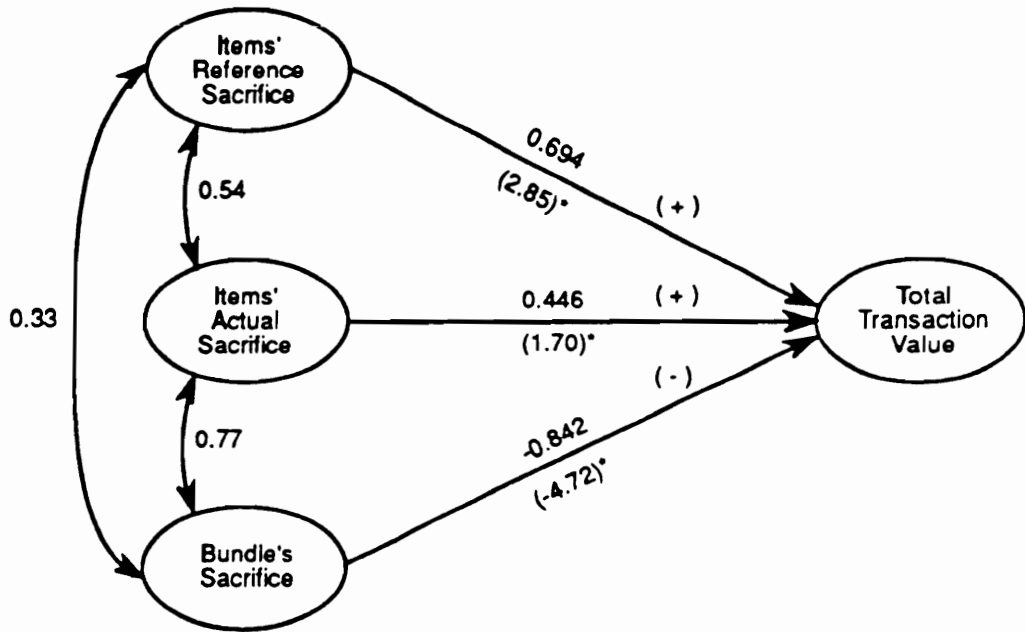 Items'
Reference
Sacrifice
0.694
(2.85)*
(+)
0.54
0.33
Items'
Actual
Sacrifice
0.446
(+)
(1.70)*
Total
Transaction
Value
(-)
0.77
-0.842
(-4.72)*
Bundle's
Sacrifice